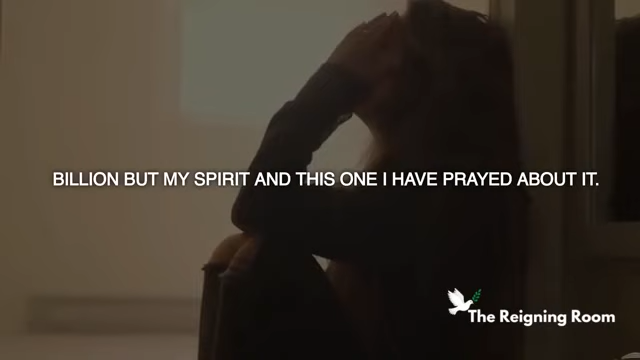 BILLION BUT MY SPIRIT AND THIS ONE I HAVE PRAYED ABOUT IT.
The Reigning Room